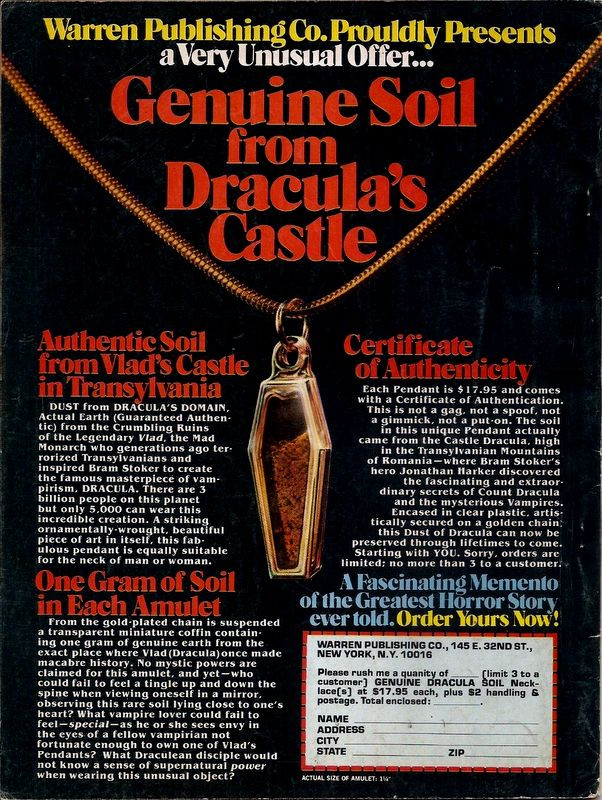 Warren Publishing Co. Prouldly Presents
a Very Unusual Offer...
Genuine Soil
from
Dracula's
Castle
Authentic Soil
from Vlad's Castle
in Transylvania
DUST from DRACULA'S DOMAIN,
Actual Earth (Guaranteed Authen-
tic) from the Crumbling Ruins
of the Legendary Vlad, the Mad
Monarch who generations ago ter-
rorized Transylvanians and
inspired Bram Stoker to create
the famous masterpiece of vam-
pirism, DRACULA. There are 3
billion people on this planet
but only 5,000 can wear this
incredible creation. A striking
ornamentally-wrought, beautiful
piece of art in itself, this fab-
ulous pendant is equally suitable
for the neck of man or woman.
One Gram of Soil
in Each Amulet
From the gold-plated chain is suspended
a transparent miniature coffin contain-
ing one gram of genuine earth from the
exact place where Vlad(Dracula)once made
macabre history. No mystic powers are
claimed for this amulet, and yet—who
could fail to feel a tingle up and down the
spine when viewing oneself in a mirror,
observing this rare soil lying close to one's
heart? What vampire lover could fail to
feel—special—as he or she sees envy in
the eyes of a fellow vampirian not
fortunate enough to own one of Vlad's
Pendants? What Draculean disciple would
not know a sense of supernatural power
when wearing this unusual object?
Certificate
of Authenticity
Each Pendant is $17.95 and comes
with a Certificate of Authentication.
This is not a gag, not a spoof, not
a gimmick, not a put-on. The soil
in this unique Pendant actually
came from the Castle Dracula, high
in the Transylvanian Mountains
of Romania—where Bram Stoker's
hero Jonathan Harker discovered
the fascinating and extraor-
dinary secrets of Count Dracula
and the mysterious Vampires.
Encased in clear plastic, artis-
tically secured on a golden chain,
this Dust of Dracula can now be
preserved through lifetimes to come.
Starting with YOU. Sorry, orders are
limited; no more than 3 to a customer.
A Fascinating Memento
of the Greatest Horror Story
ever told. Order Yours Now!
WARREN PUBLISHING CO., 145 E. 32ND ST.,
NEW YORK, N.Y. 10016
Please rush me a quanity of ______ (limit 3 to a
customer) GENUINE DRACULA SOIL Neck-
lace(s) at $17.95 each, plus $2 handling &
postage. Total enclosed: ______.
NAME
ADDRESS
CITY
STATE ZIP
ACTUAL SIZE OF AMULET: 1¼"